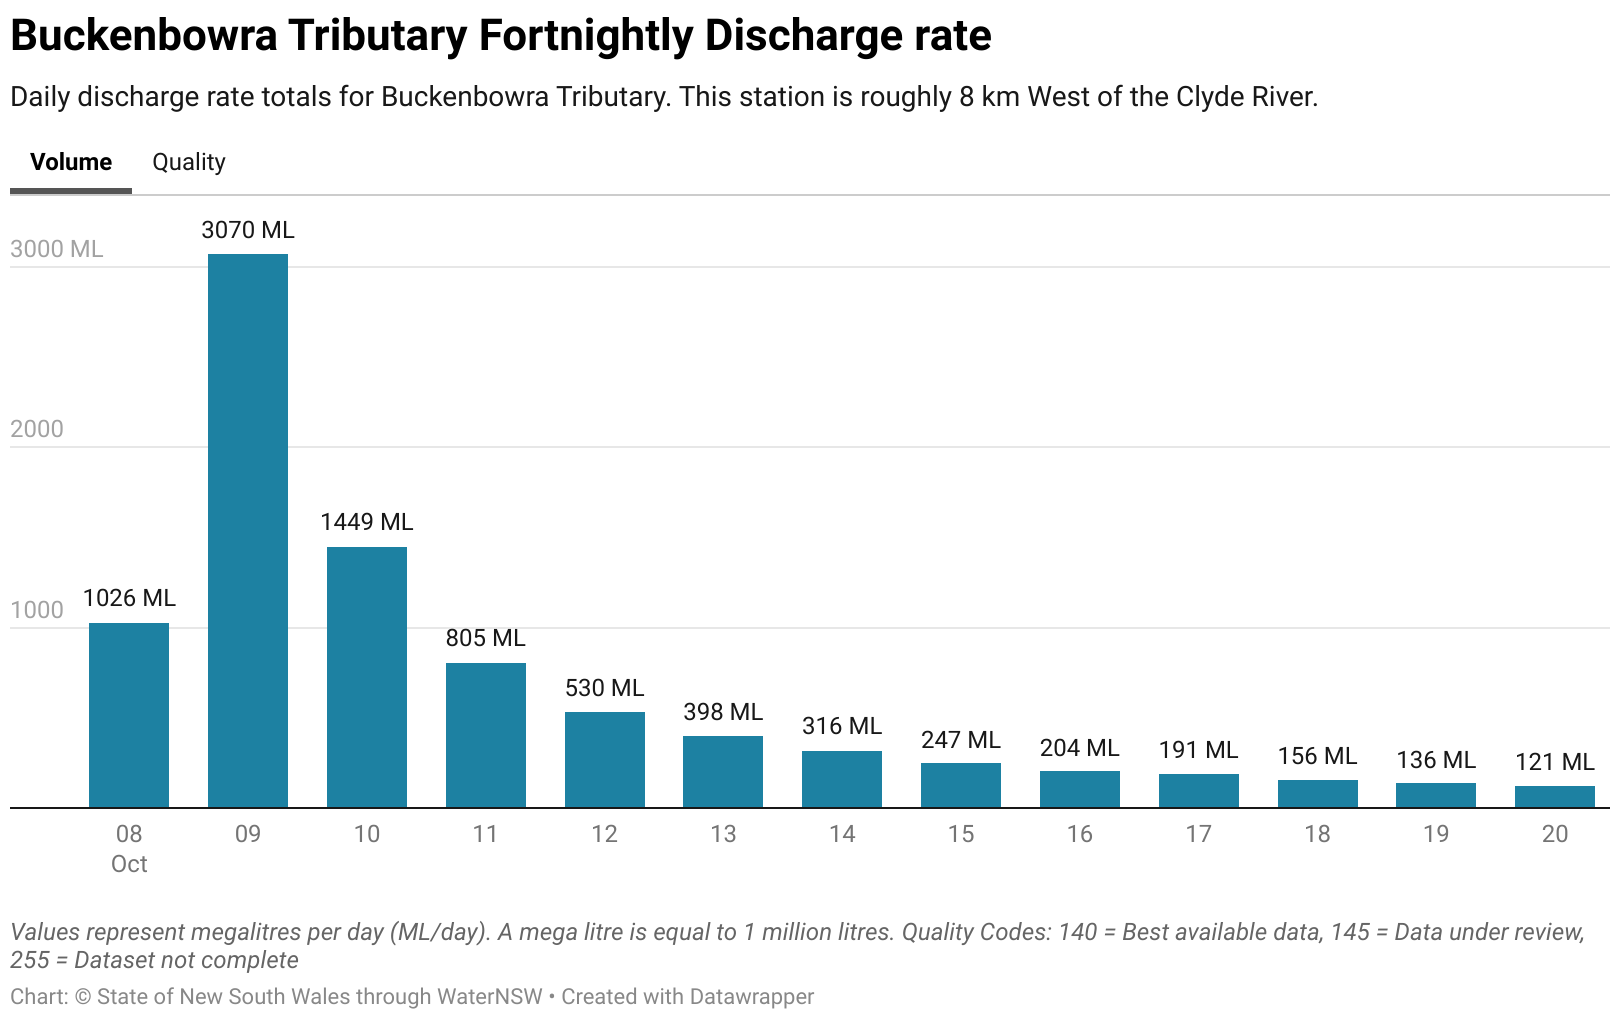 Buckenbowra Tributary Fortnightly Discharge rate
Daily discharge rate totals for Buckenbowra Tributary. This station is roughly 8 km West of the Clyde River.
Volume Quality
3000 ML
2000
1000
1026 ML
3070 ML
1449 ML
805 ML
530 ML
398 ML
316 ML
247 ML
204 ML
191 ML
156 ML
136 ML
121 ML
08 09 10 11 12 13 14 15 16 17 18 19 20
Oct
Values represent megalitres per day (ML/day). A mega litre is equal to 1 million litres. Quality Codes: 140 = Best available data, 145 = Data under review,
255 = Dataset not complete
Chart: © State of New South Wales through WaterNSW • Created with Datawrapper